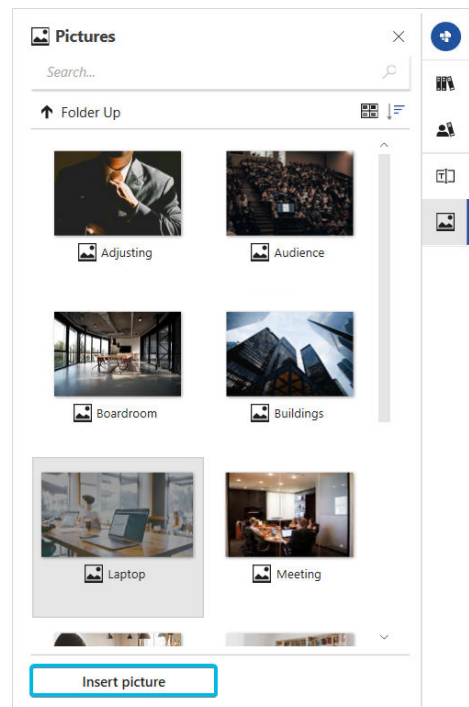 Pictures
Search...
Folder Up
Adjusting
Audience
Boardroom
Buildings
Laptop
Meeting
Insert picture